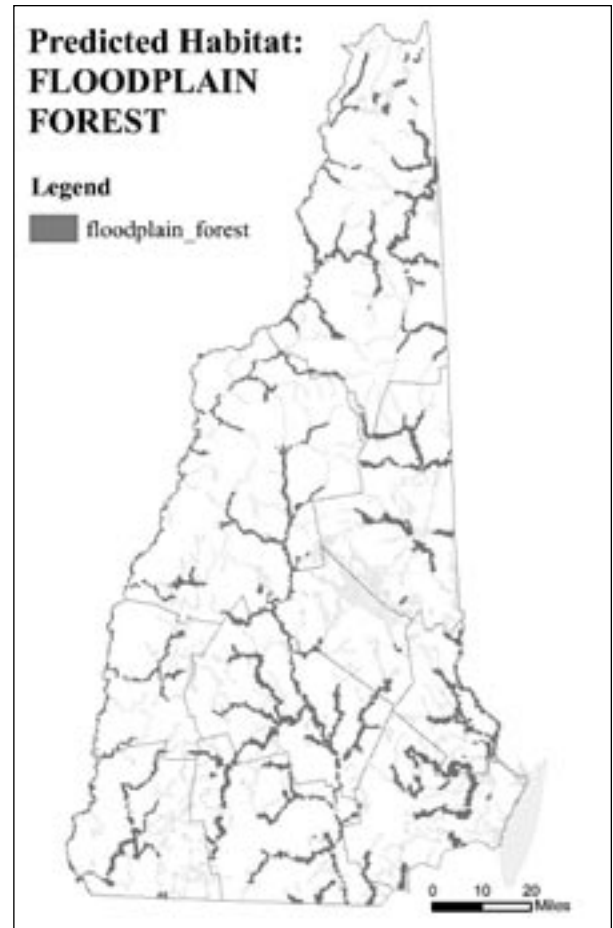 Predicted Habitat:
FLOODPLAIN
FOREST
Legend
floodplain_forest
0 10 20
Miles